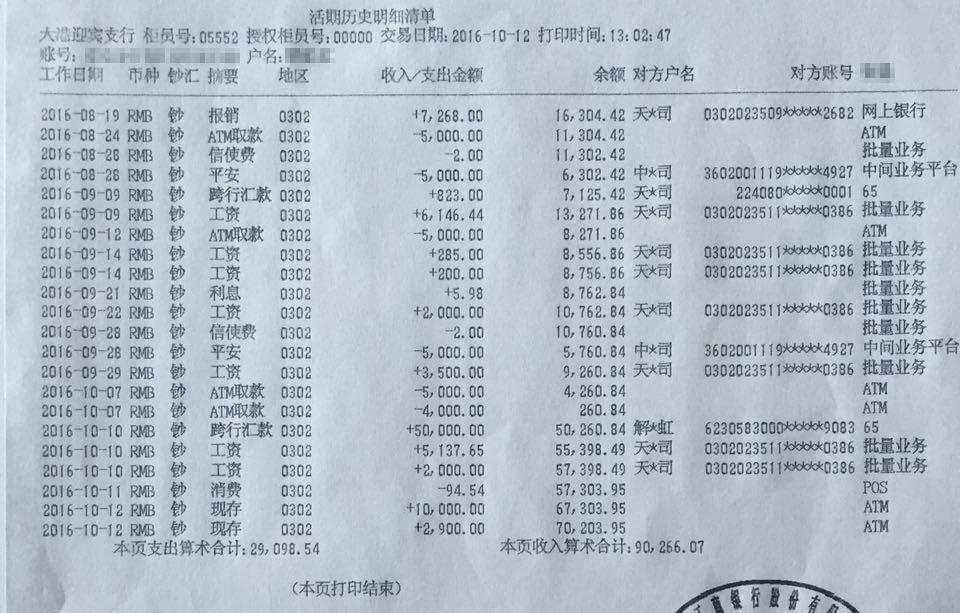 活期历史明细清单
大浩迎宾支行 柜员号:05552 授权柜员号:00000 交易日期:2016-10-12 打印时间:13:02:47
账号: 户名:
工作日期 币种 钞汇 摘要 地区 收入/支出金额 余额 对方户名 对方账号
2016-08-19 RMB 钞 报销 0302 +7,268.00 16,304.42 天*司 0302023509*****2682 网上银行
2016-08-24 RMB 钞 ATM取款 0302 -5,000.00 11,304.42 ATM
2016-08-28 RMB 钞 信使费 0302 -2.00 11,302.42 批量业务
2016-08-28 RMB 钞 平安 0302 -5,000.00 6,302.42 中*司 3602001119*****4927 中间业务平台
2016-09-09 RMB 钞 跨行汇款 0302 +823.00 7,125.42 天*司 224080*****0001 65
2016-09-09 RMB 钞 工资 0302 +6,146.44 13,271.86 天*司 0302023511*****0386 批量业务
2016-09-12 RMB 钞 ATM取款 0302 -5,000.00 8,271.86 ATM
2016-09-14 RMB 钞 工资 0302 +285.00 8,556.86 天*司 0302023511*****0386 批量业务
2016-09-14 RMB 钞 工资 0302 +200.00 8,756.86 天*司 0302023511*****0386 批量业务
2016-09-21 RMB 钞 利息 0302 +5.98 8,762.84 批量业务
2016-09-22 RMB 钞 工资 0302 +2,000.00 10,762.84 天*司 0302023511*****0386 批量业务
2016-09-28 RMB 钞 信使费 0302 -2.00 10,760.84 批量业务
2016-09-28 RMB 钞 平安 0302 -5,000.00 5,760.84 中*司 3602001119*****4927 中间业务平台
2016-09-29 RMB 钞 工资 0302 +3,500.00 9,260.84 天*司 0302023511*****0386 批量业务
2016-10-07 RMB 钞 ATM取款 0302 -5,000.00 4,260.84 ATM
2016-10-07 RMB 钞 ATM取款 0302 -4,000.00 260.84 ATM
2016-10-10 RMB 钞 跨行汇款 0302 +50,000.00 50,260.84 解*虹 6230583000*****9083 65
2016-10-10 RMB 钞 工资 0302 +5,137.65 55,398.49 天*司 0302023511*****0386 批量业务
2016-10-10 RMB 钞 工资 0302 +2,000.00 57,398.49 天*司 0302023511*****0386 批量业务
2016-10-11 RMB 钞 消费 0302 -94.54 57,303.95 POS
2016-10-12 RMB 钞 现存 0302 +10,000.00 67,303.95 ATM
2016-10-12 RMB 钞 现存 0302 +2,900.00 70,203.95 ATM
本页支出算术合计:29,098.54 本页收入算术合计:90,266.07
(本页打印结束)
银行股份有